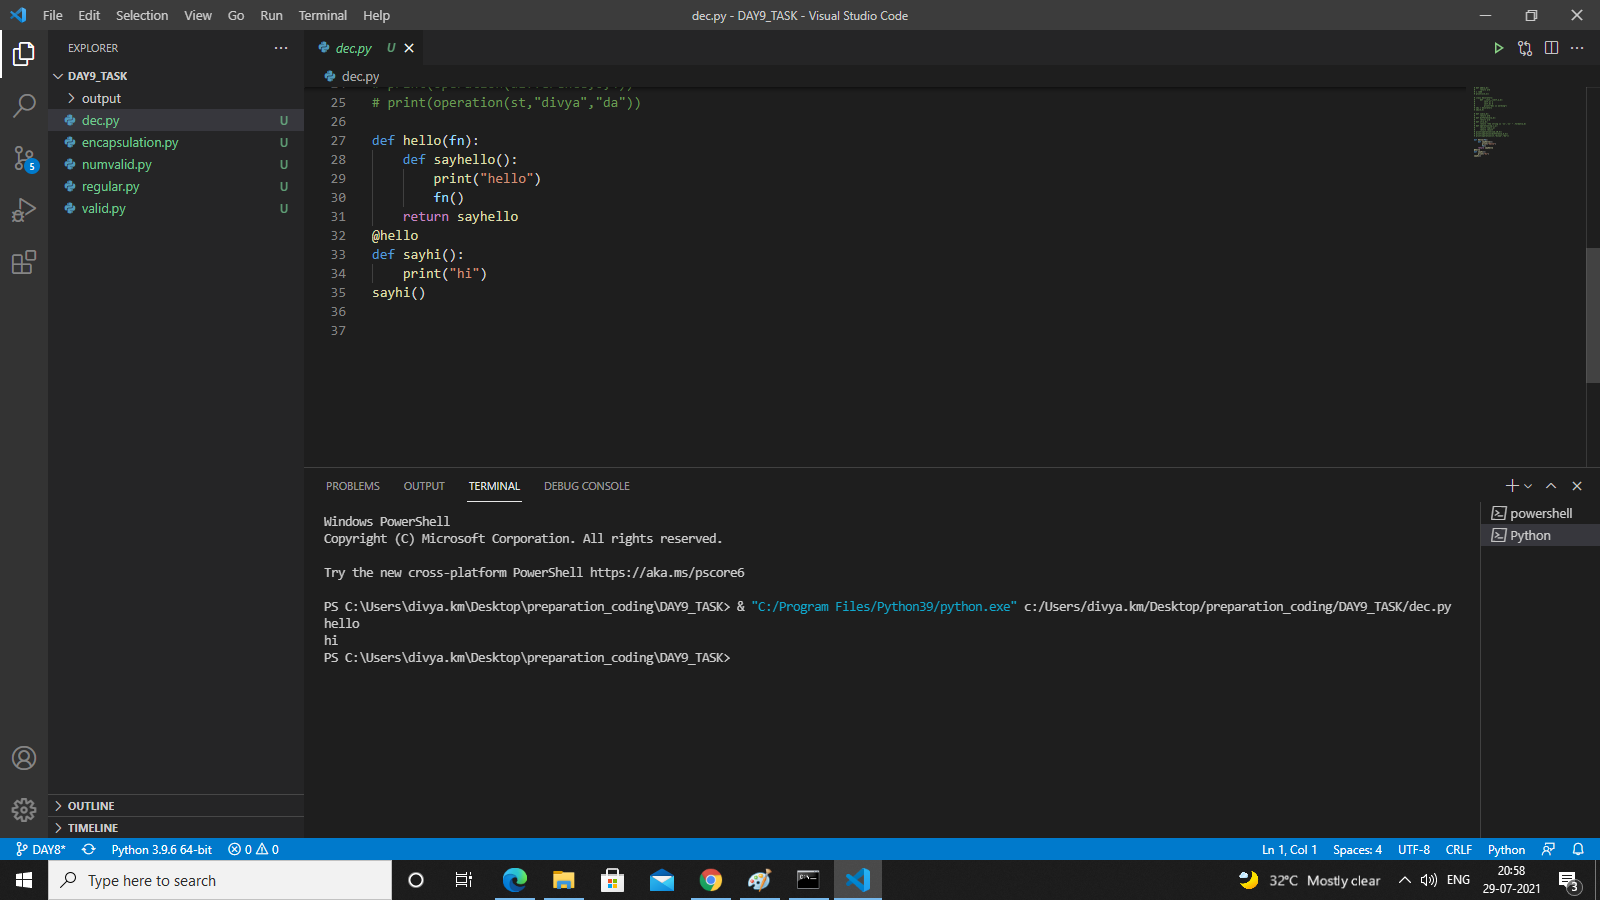 File Edit Selection View Go Run Terminal Help
dec.py - DAY9_TASK - Visual Studio Code
EXPLORER
DAY9_TASK
output
dec.py U
encapsulation.py U
numvalid.py U
regular.py U
valid.py U
5
OUTLINE
TIMELINE
dec.py U
dec.py
25 # print(operation(st,"divya","da"))
26
27 def hello(fn):
28 def sayhello():
29 print("hello")
30 fn()
31 return sayhello
32 @hello
33 def sayhi():
34 print("hi")
35 sayhi()
36
37
PROBLEMS OUTPUT TERMINAL DEBUG CONSOLE
Windows PowerShell
Copyright (C) Microsoft Corporation. All rights reserved.
Try the new cross-platform PowerShell https://aka.ms/pscore6
PS C:\Users\divya.km\Desktop\preparation_coding\DAY9_TASK> & "C:/Program Files/Python39/python.exe" c:/Users/divya.km/Desktop/preparation_coding/DAY9_TASK/dec.py
hello
hi
PS C:\Users\divya.km\Desktop\preparation_coding\DAY9_TASK>
powershell
Python
DAY8* Python 3.9.6 64-bit 0 0
Ln 1, Col 1 Spaces: 4 UTF-8 CRLF Python
Type here to search
32°C Mostly clear
ENG
20:58
29-07-2021
3